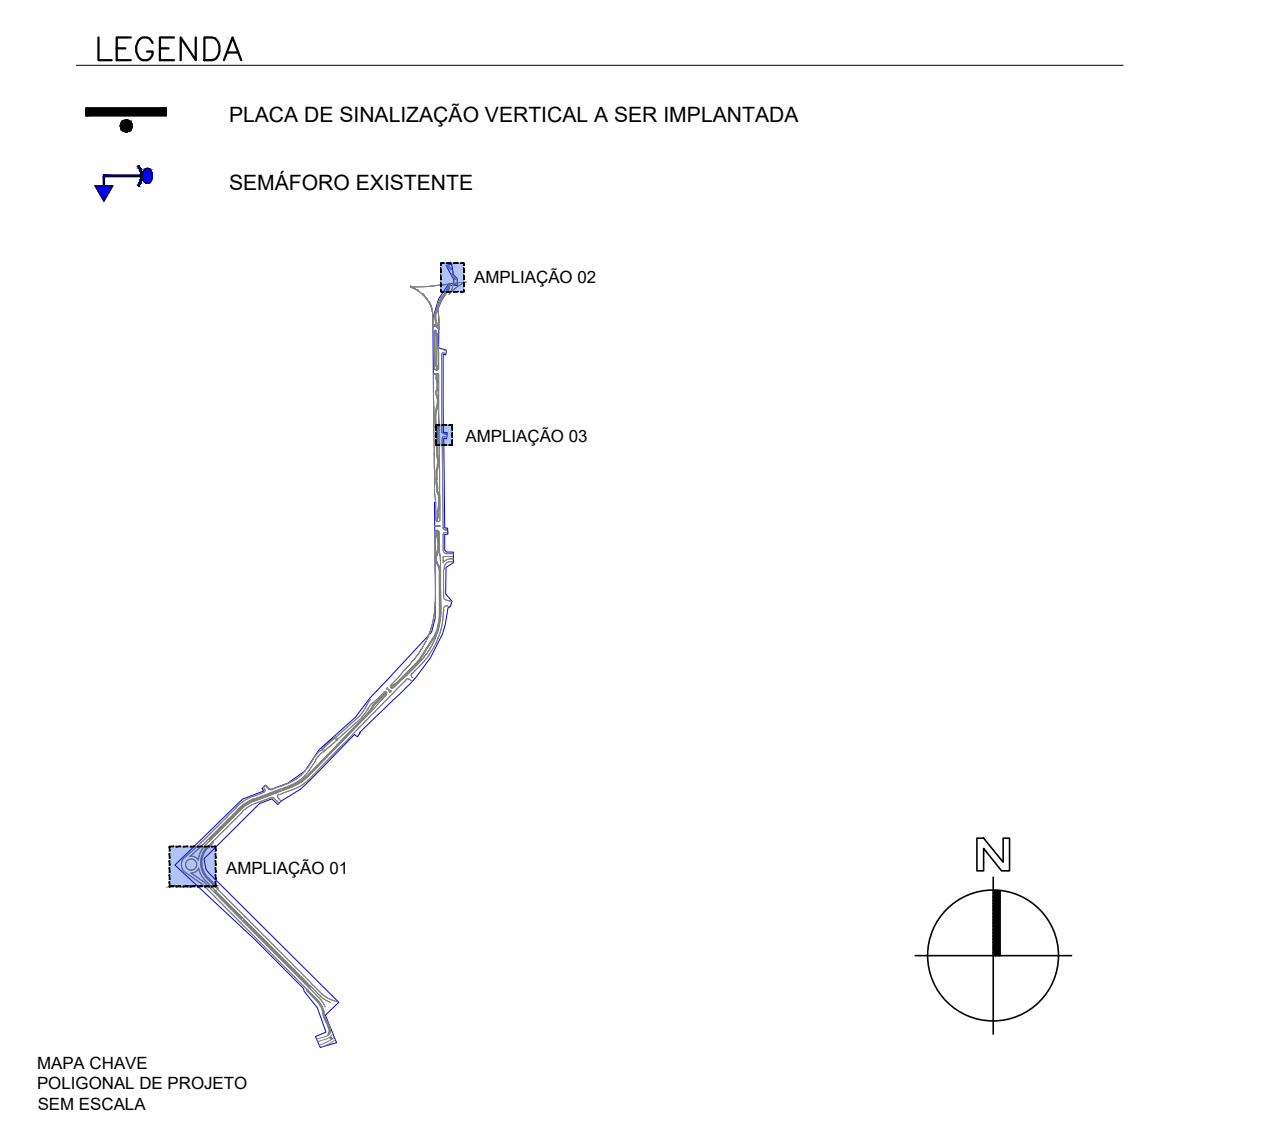 LEGENDA
PLACA DE SINALIZAÇÃO VERTICAL A SER IMPLANTADA
SEMÁFORO EXISTENTE
AMPLIAÇÃO 02
AMPLIAÇÃO 03
AMPLIAÇÃO 01
N
MAPA CHAVE
POLIGONAL DE PROJETO
SEM ESCALA